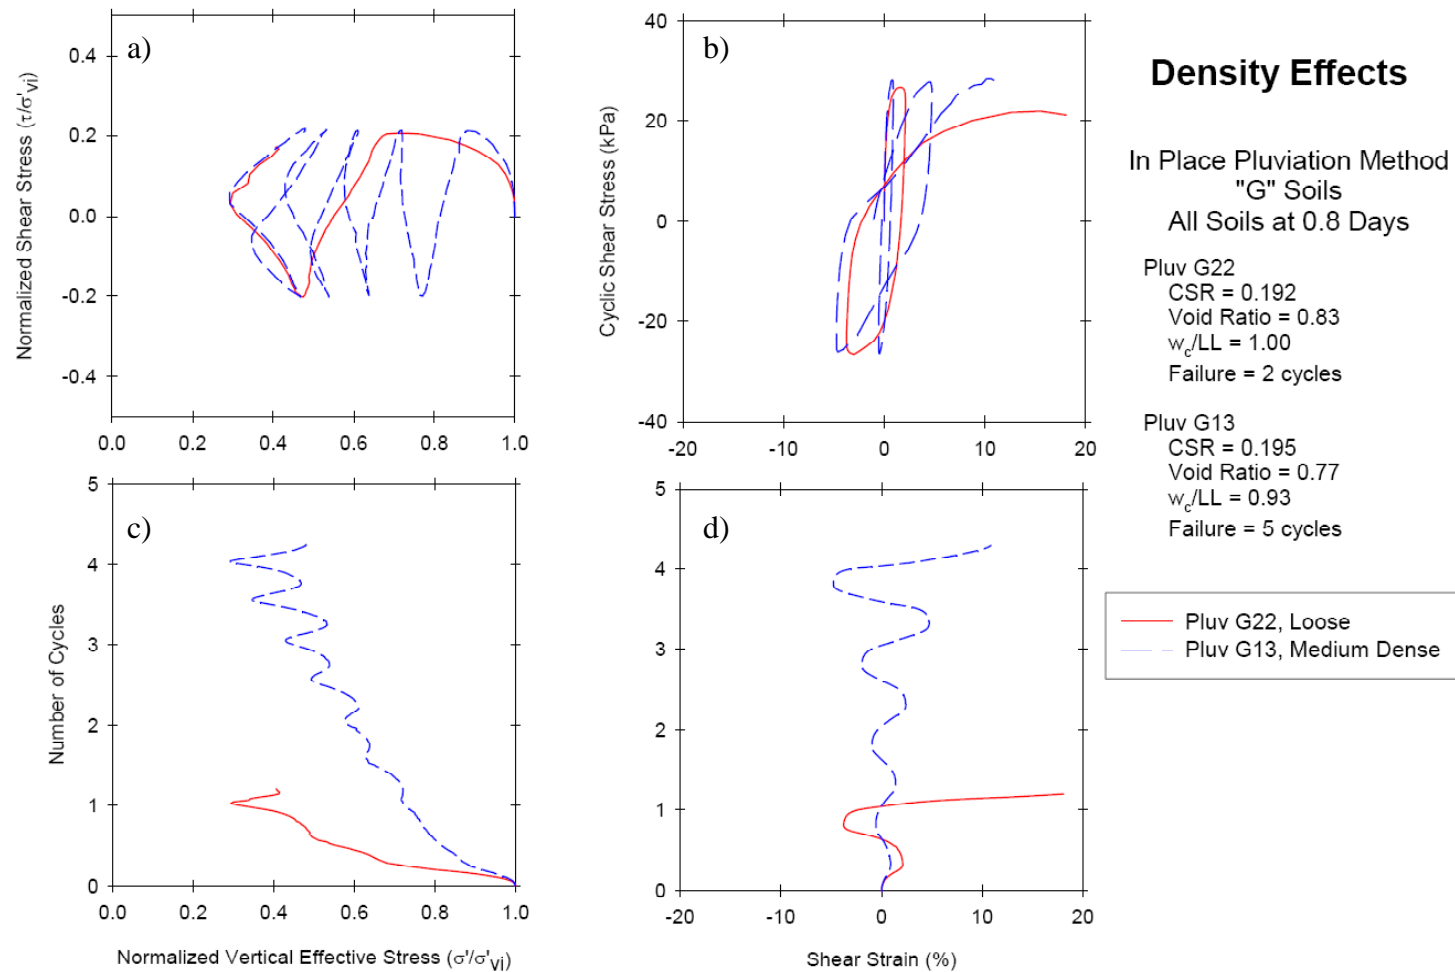 a)
0.4
0.2
0.0
-0.2
-0.4
0.0 0.2 0.4 0.6 0.8 1.0
Normalized Shear Stress (τ/σ'vi)
b)
40
20
0
-20
-40
-20 -10 0 10 20
Cyclic Shear Stress (kPa)
Density Effects
In Place Pluviation Method
"G" Soils
All Soils at 0.8 Days
Pluv G22
CSR = 0.192
Void Ratio = 0.83
wc/LL = 1.00
Failure = 2 cycles
Pluv G13
CSR = 0.195
Void Ratio = 0.77
wc/LL = 0.93
Failure = 5 cycles
Pluv G22, Loose
Pluv G13, Medium Dense
c)
5
4
3
2
1
0
0.0 0.2 0.4 0.6 0.8 1.0
Number of Cycles
Normalized Vertical Effective Stress (σ'/σ'vi)
d)
5
4
3
2
1
0
-20 -10 0 10 20
Shear Strain (%)